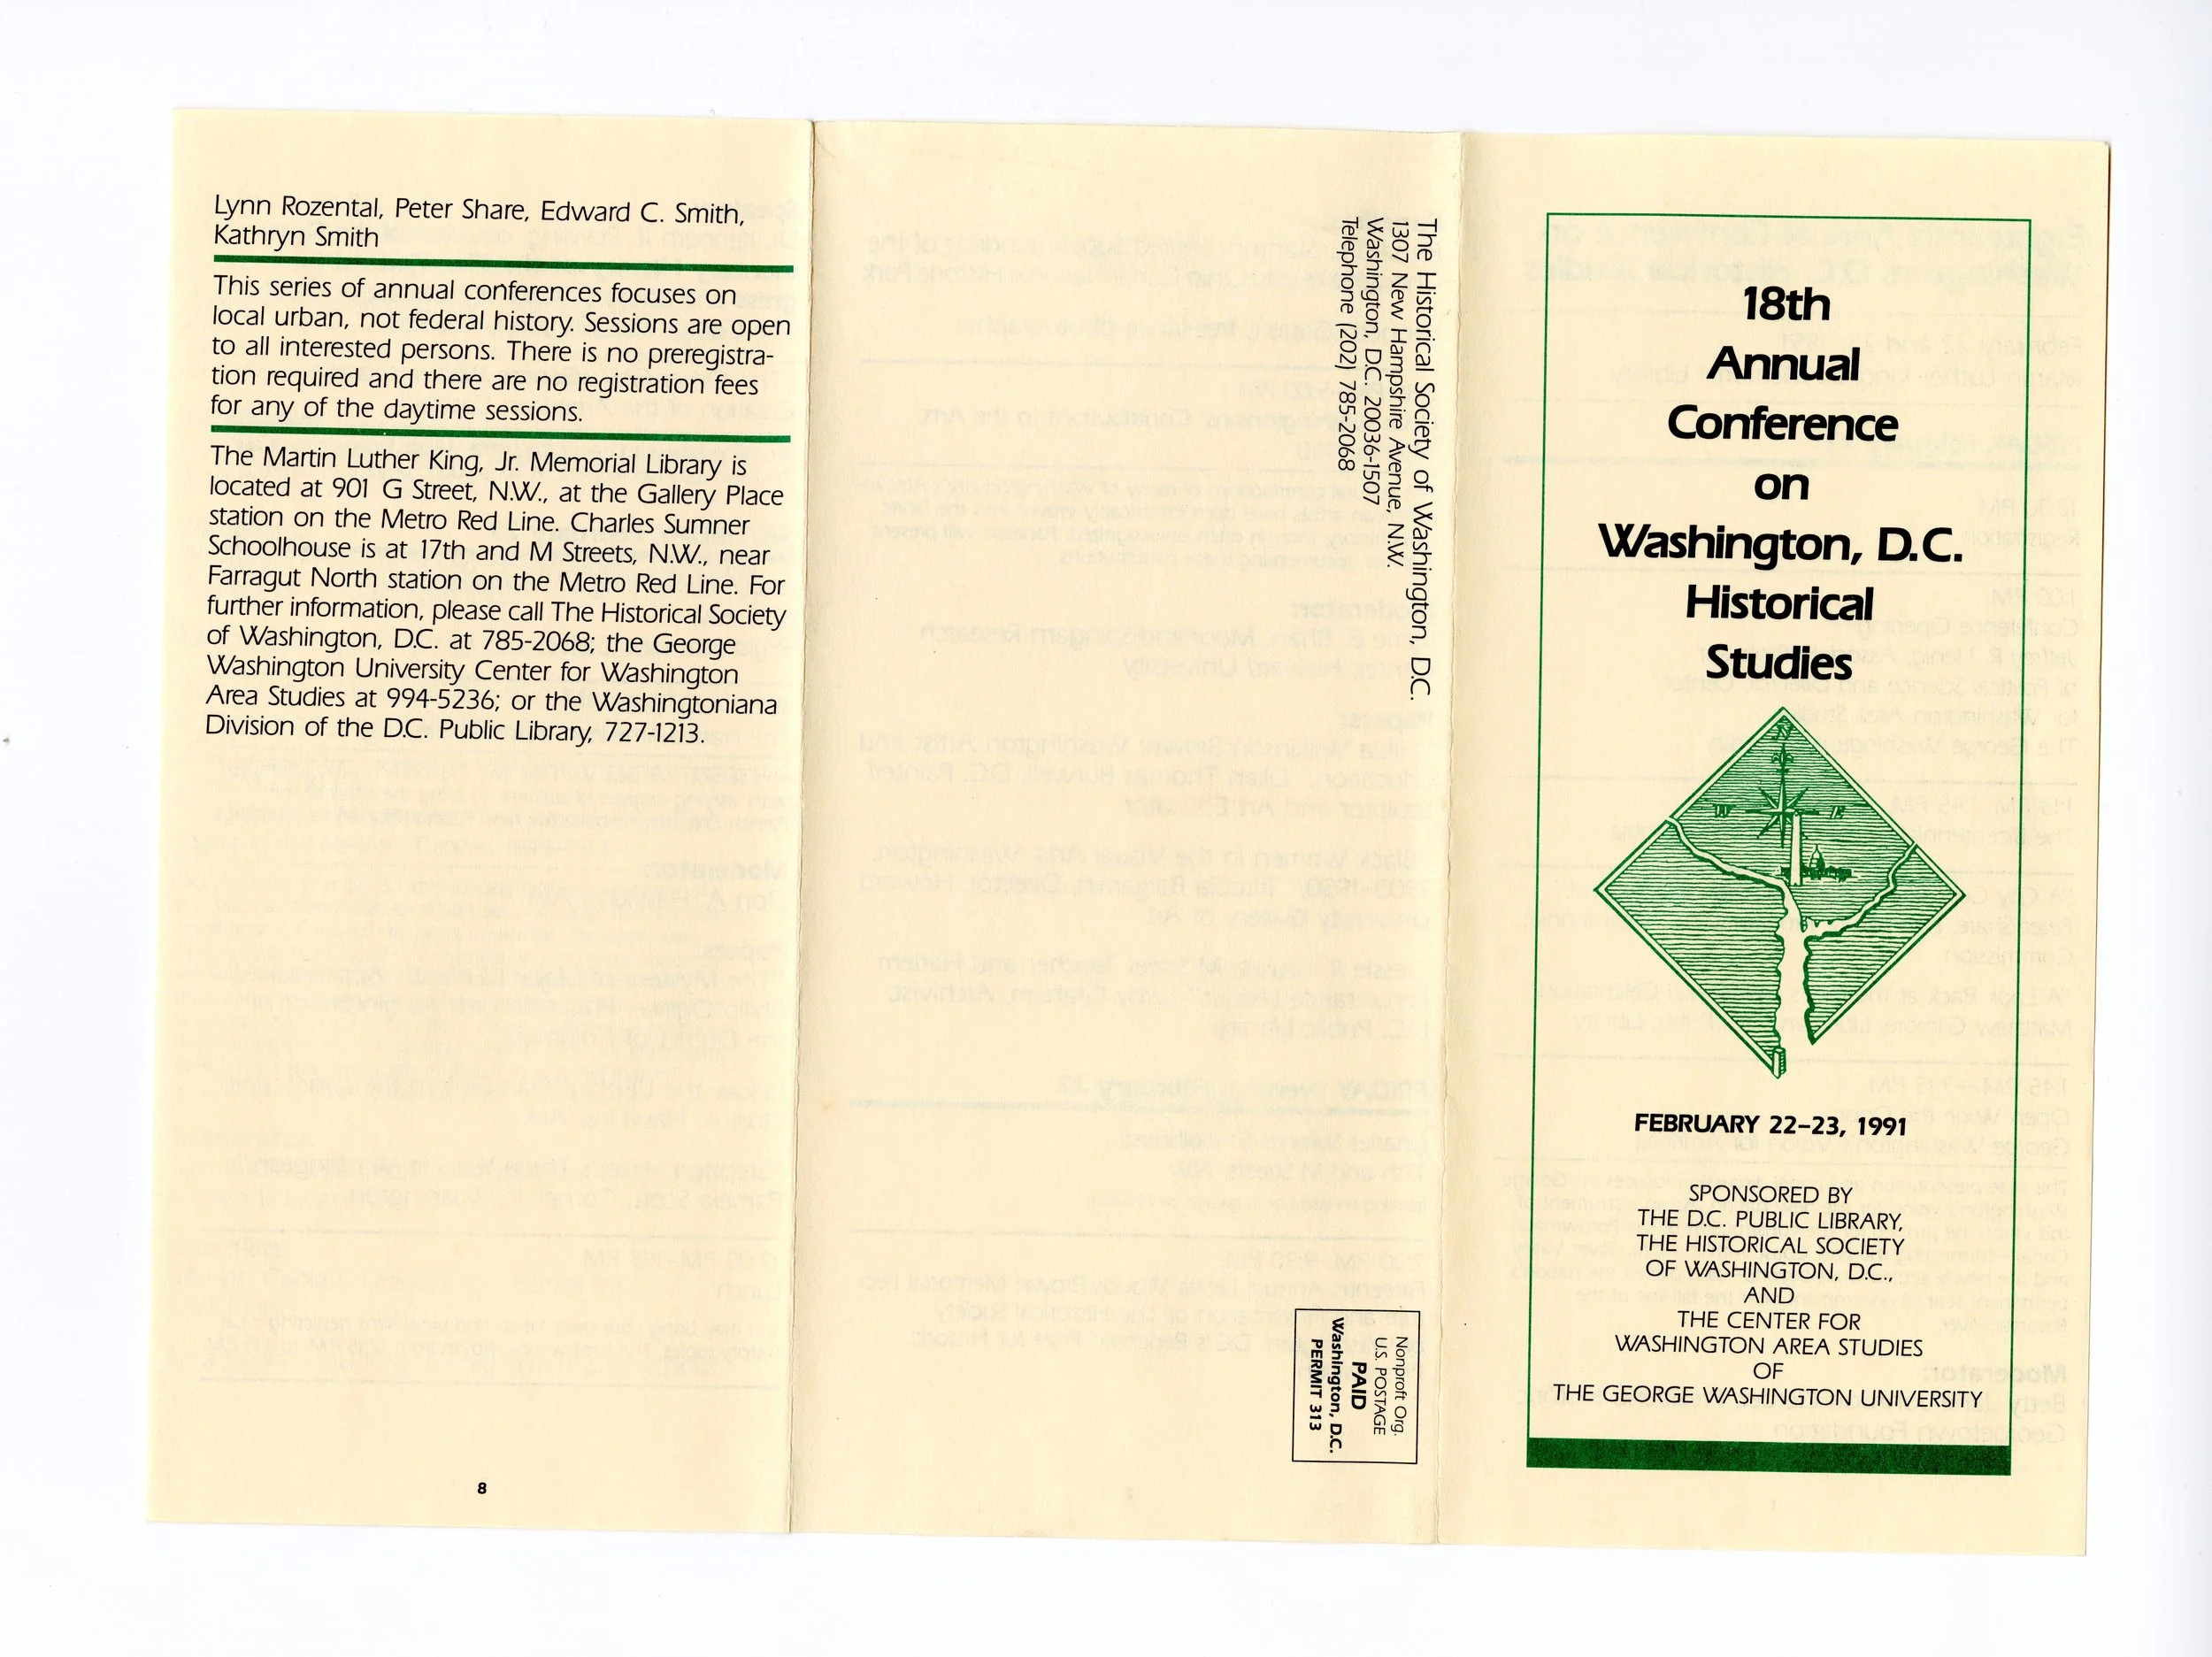 Lynn Rozental, Peter Share, Edward C. Smith,
Kathryn Smith
This series of annual conferences focuses on
local urban, not federal history. Sessions are open
to all interested persons. There is no preregistra-
tion required and there are no registration fees
for any of the daytime sessions.
The Martin Luther King, Jr. Memorial Library is
located at 901 G Street, N.W., at the Gallery Place
station on the Metro Red Line. Charles Sumner
Schoolhouse is at 17th and M Streets, N.W., near
Farragut North station on the Metro Red Line. For
further information, please call The Historical Society
of Washington, D.C. at 785-2068; the George
Washington University Center for Washington
Area Studies at 994-5236; or the Washingtoniana
Division of the D.C. Public Library, 727-1213.
8
The Historical Society of Washington, D.C.
1307 New Hampshire Avenue, N.W.
Washington, D.C. 20036-1507
Telephone (202) 785-2068
Nonproft Org.
U.S. POSTAGE
PAID
Washington, D.C.
PERMIT 313
18th
Annual
Conference
on
Washington, D.C.
Historical
Studies
N
W E
FEBRUARY 22–23, 1991
SPONSORED BY
THE D.C. PUBLIC LIBRARY,
THE HISTORICAL SOCIETY
OF WASHINGTON, D.C.,
AND
THE CENTER FOR
WASHINGTON AREA STUDIES
OF
THE GEORGE WASHINGTON UNIVERSITY